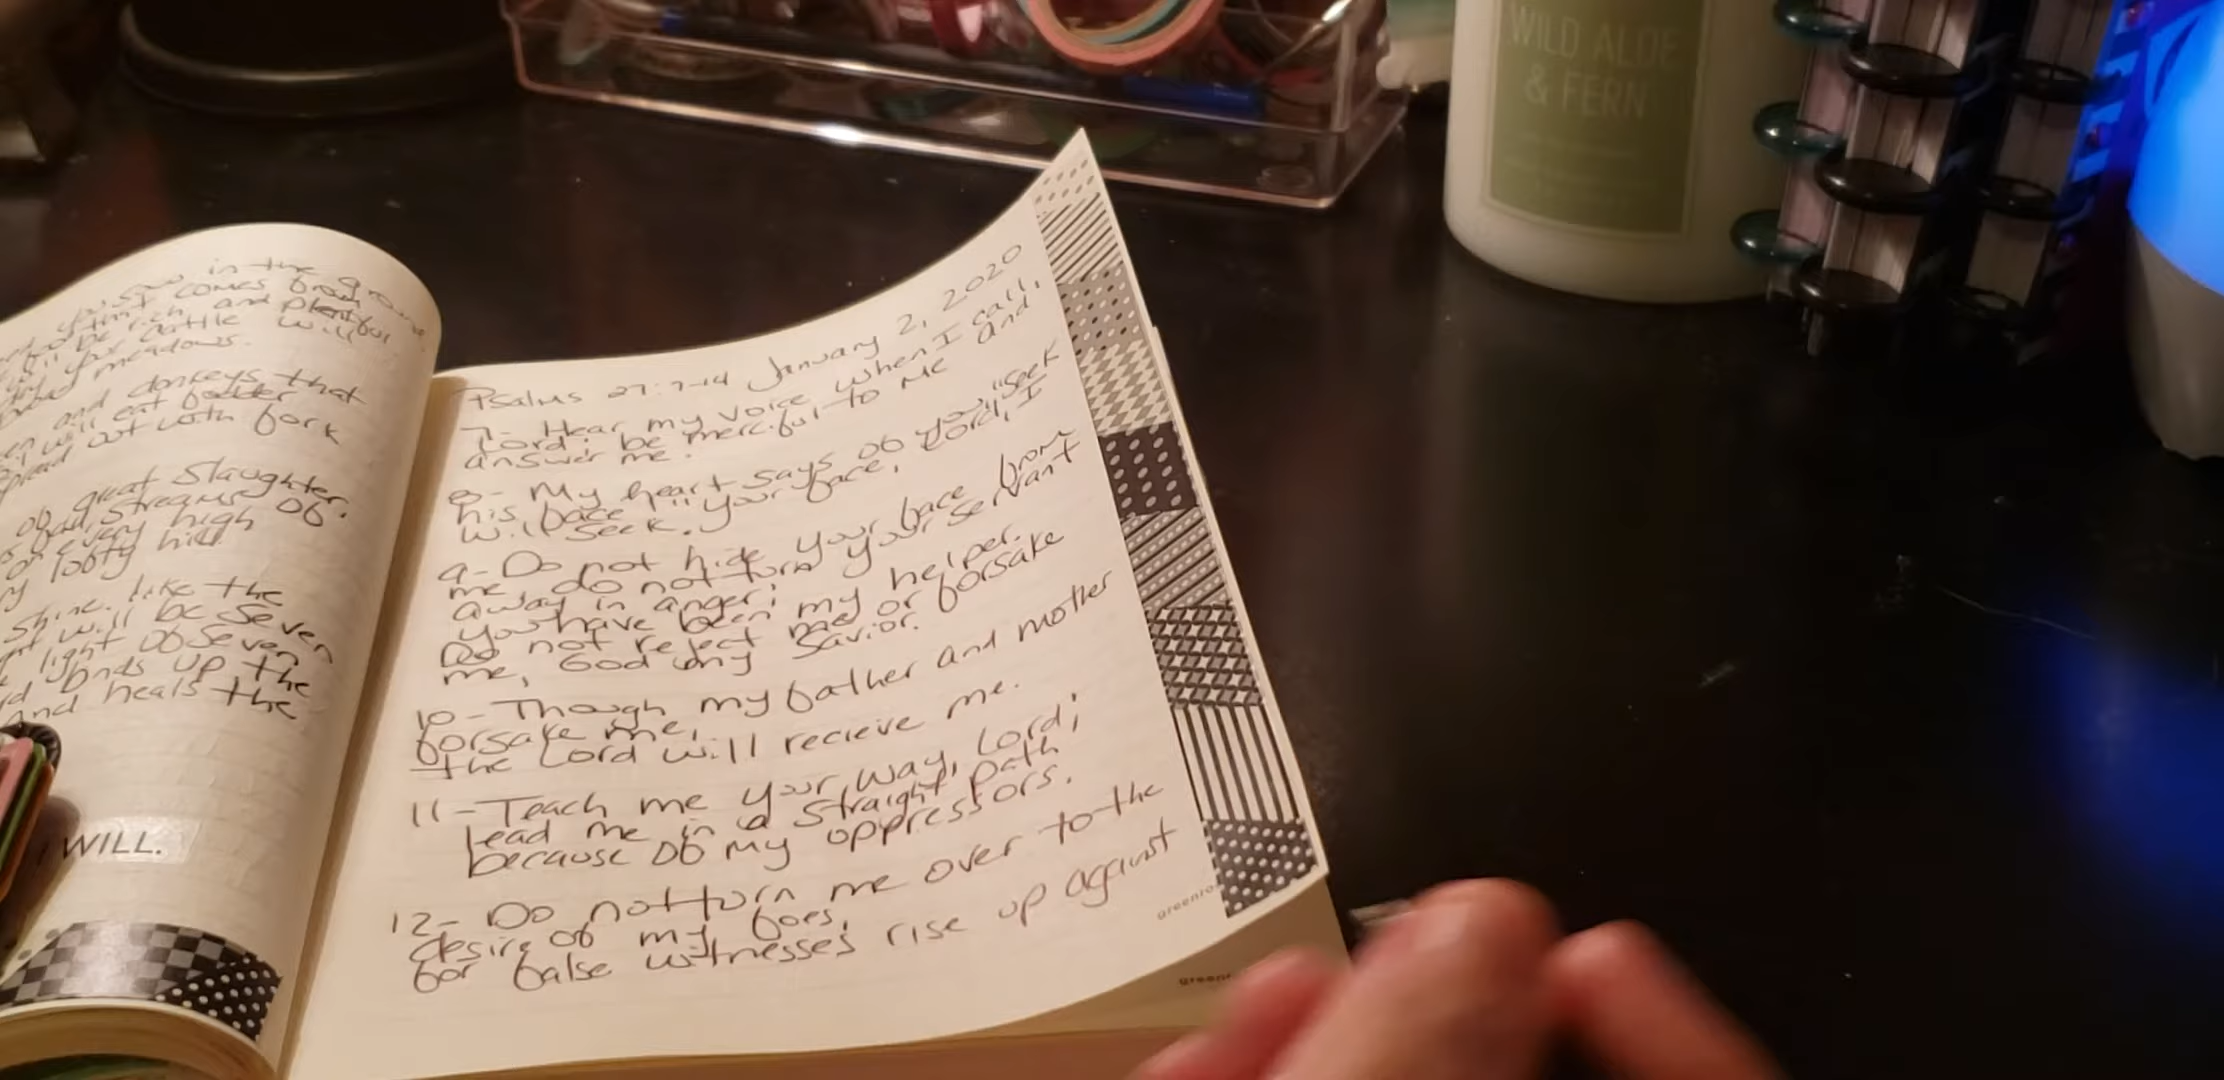 in the
comes from
be rich and plentiful
cattle will
meadows.
and donkeys that
will eat fodder
out with fork
of great Slaughter.
Streams of
on every high
lofty hill
Shine like the
will be Seven
light of Seven
binds up the
And heals the
WILL.
Psalms 27:7-14 January 2, 2020
7- Hear my voice when I call,
Lord; be merciful to me and
answer me.
8- My heart says of you, "seek
his face!" your face, Lord, I
will seek.
9- Do not hide your face from
me do not turn your servant
away in anger;
you have been my helper.
Do not reject me or forsake
me, God my Savior.
10- Though my father and mother
forsake me,
the Lord will recieve me.
11- Teach me your way, Lord;
lead me in a straight path
because of my oppressors.
12- Do not turn me over to the
desire of my foes,
for false witnesses rise up against
WILD ALOE
& FERN